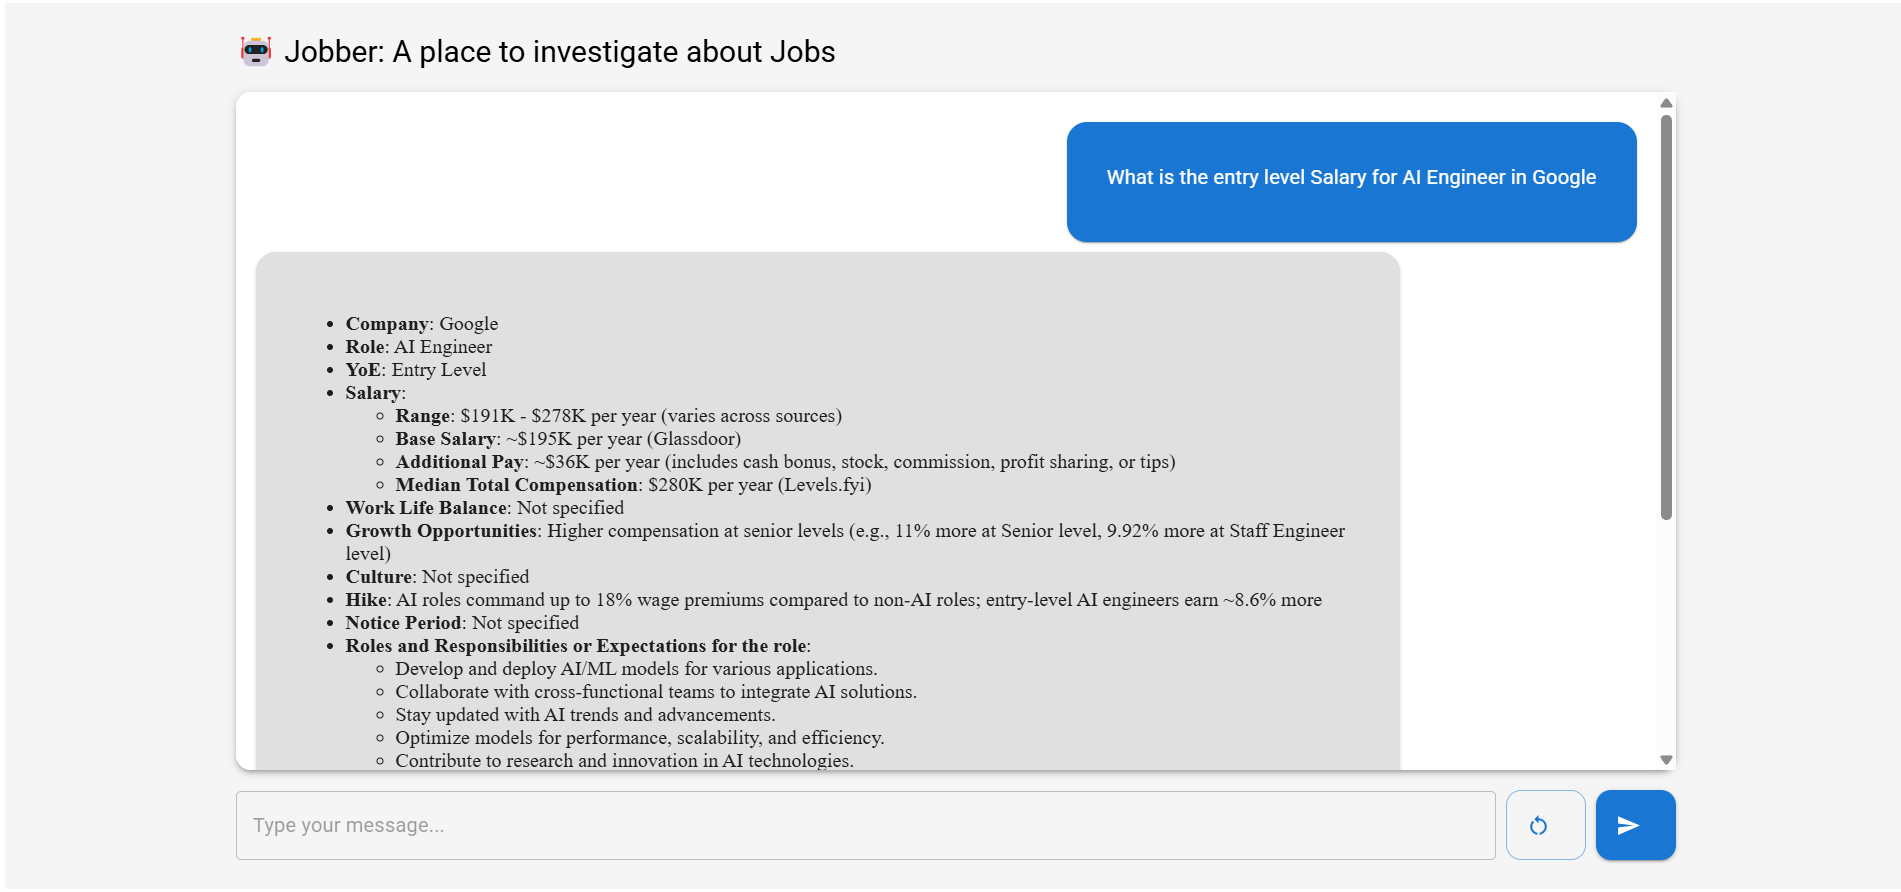 Jobber: A place to investigate about Jobs
What is the entry level Salary for AI Engineer in Google
Company: Google
Role: AI Engineer
YoE: Entry Level
Salary:
Range: $191K - $278K per year (varies across sources)
Base Salary: ~$195K per year (Glassdoor)
Additional Pay: ~$36K per year (includes cash bonus, stock, commission, profit sharing, or tips)
Median Total Compensation: $280K per year (Levels.fyi)
Work Life Balance: Not specified
Growth Opportunities: Higher compensation at senior levels (e.g., 11% more at Senior level, 9.92% more at Staff Engineer
level)
Culture: Not specified
Hike: AI roles command up to 18% wage premiums compared to non-AI roles; entry-level AI engineers earn ~8.6% more
Notice Period: Not specified
Roles and Responsibilities or Expectations for the role:
Develop and deploy AI/ML models for various applications.
Collaborate with cross-functional teams to integrate AI solutions.
Stay updated with AI trends and advancements.
Optimize models for performance, scalability, and efficiency.
Contribute to research and innovation in AI technologies.
Type your message...